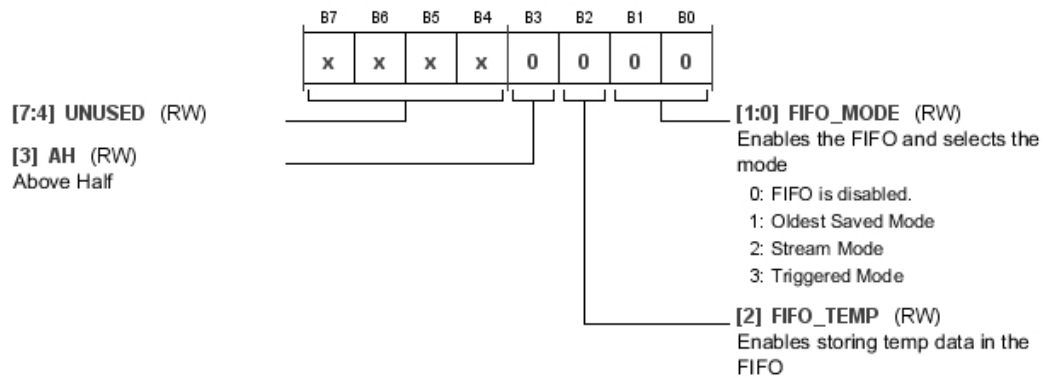 B7 B6 B5 B4 B3 B2 B1 B0
x x x x 0 0 0 0
[7:4] UNUSED (RW)
[3] AH (RW)
Above Half
[1:0] FIFO_MODE (RW)
Enables the FIFO and selects the
mode
0: FIFO is disabled.
1: Oldest Saved Mode
2: Stream Mode
3: Triggered Mode
[2] FIFO_TEMP (RW)
Enables storing temp data in the
FIFO